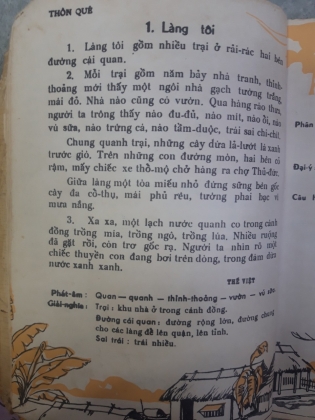 THÔN QUÊ
1. Làng tôi
1. Làng tôi gồm nhiều trại ở rủi-rác hai bên
đường cái quan.
2. Mỗi trại gồm năm bảy nhà tranh, thỉnh-
thoảng mới thấy một ngôi nhà gạch tường trắng,
mái đỏ. Nhà nào cũng có vườn. Qua hàng rào thưa,
người ta trông thấy nào đu-đủ, nào mít, nào ổi, nào
vú sữa, nào trứng cá, nào tầm-duộc, trái sai chi-chít.
Chung quanh trại, những cây dừa lả-lướt lá xanh
trước gió. Trên những con đường mòn, hai bên cỏ
rậm, mấy chiếc xe thồ-mộ chở hàng ra chợ Thủ-đức.
Giữa làng một tòa miếu nhỏ đứng sững bên gốc
cây đa cổ-thụ, mái phủ rêu, tường phai bạc vì
mưa nắng.
3. Xa xa, một lạch nước quanh co trong cánh
đồng trồng mía, trồng ngô, trồng lúa. Nhiều ruộng
đã gặt rồi, còn trơ gốc rạ. Người ta nhìn rõ một
chiếc thuyền con đang bơi trên dòng, trong đám dừa
nước xanh xanh.
THẾ VIỆT
Phát-âm: Quan — quanh — thỉnh-thoảng — vườn — vú sữa
Giải-nghĩa: Trại: khu nhà ở trong cánh đồng.
Đường cái quan: đường rộng lớn, đường chung
cho các làng đề lên quận, lên tỉnh.
Sai trái: trái nhiều.
Phân
Đại-ý
Câu